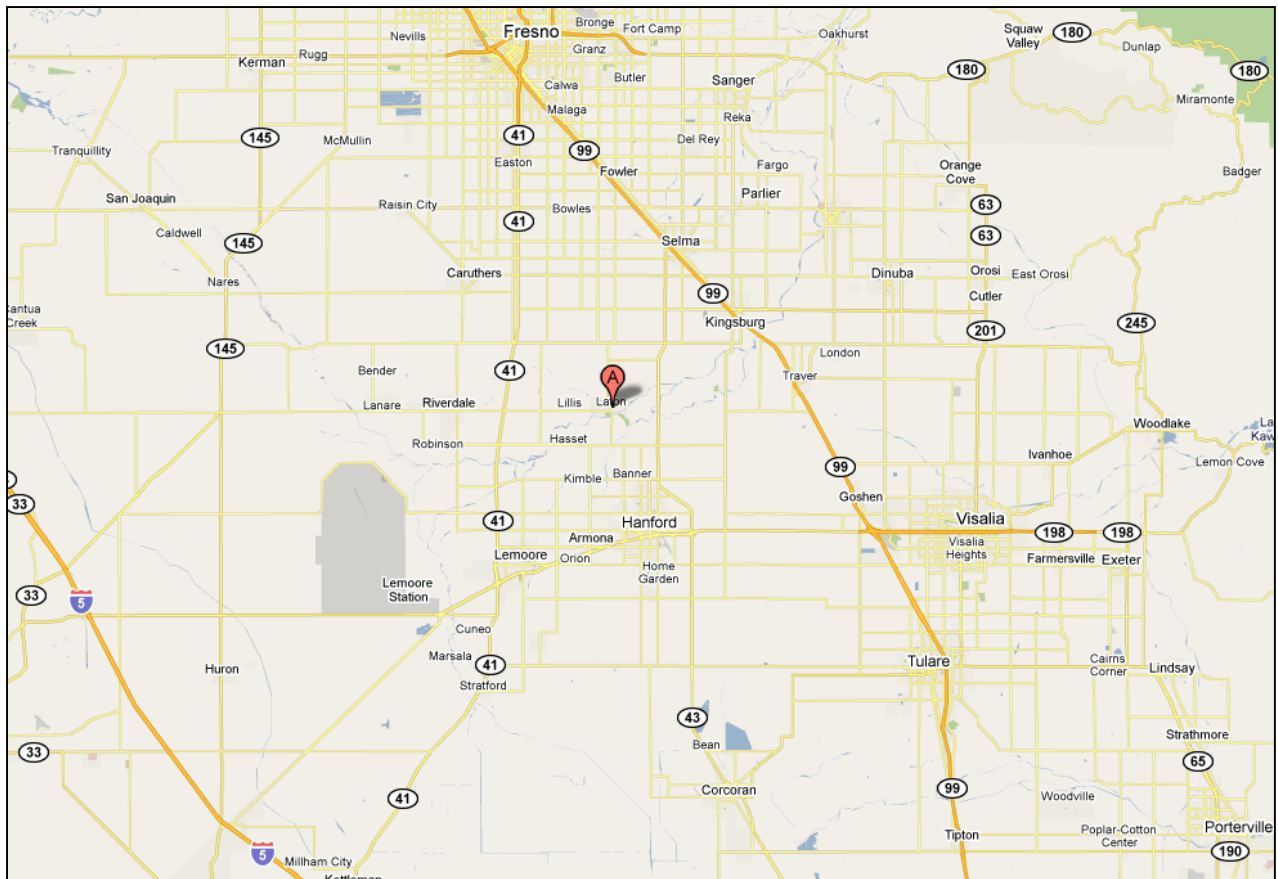 Bronge
Nevills
Fresno
Fort Camp
Squaw
Valley
180
Oakhurst
Dunlap
Rugg
Granz
Kerman
180
180
Butler
Sanger
Calwa
Miramonte
Malaga
Reka
145
41
McMullin
Del Rey
Tranquillity
99
Easton
Fargo
Orange
Cove
Fowler
Badger
San Joaquin
Parlier
Raisin City
Bowles
63
41
Caldwell
63
145
Selma
Caruthers
Dinuba
Orosi
East Orosi
Nares
99
Cutler
Cantua
Creek
Kingsburg
245
201
145
London
41
Bender
Traver
A
Lanare
Riverdale
Lillis
Laton
Woodlake
Robinson
Hasset
La
Kaw
Ivanhoe
Lemon Cove
99
Kimble
Banner
Goshen
33
41
Hanford
Visalia
Armona
198
198
Visalia
Heights
Lemoore
Orion
Farmersville
Exeter
Home
Garden
Lemoore
Station
33
5
Cuneo
Marsala
41
Tulare
Cairns
Corner
Huron
Lindsay
Stratford
43
Strathmore
33
Bean
65
Corcoran
99
41
Woodville
Porterville
Tipton
Poplar-Cotton
Center
190
5
Millham City
Kettleman